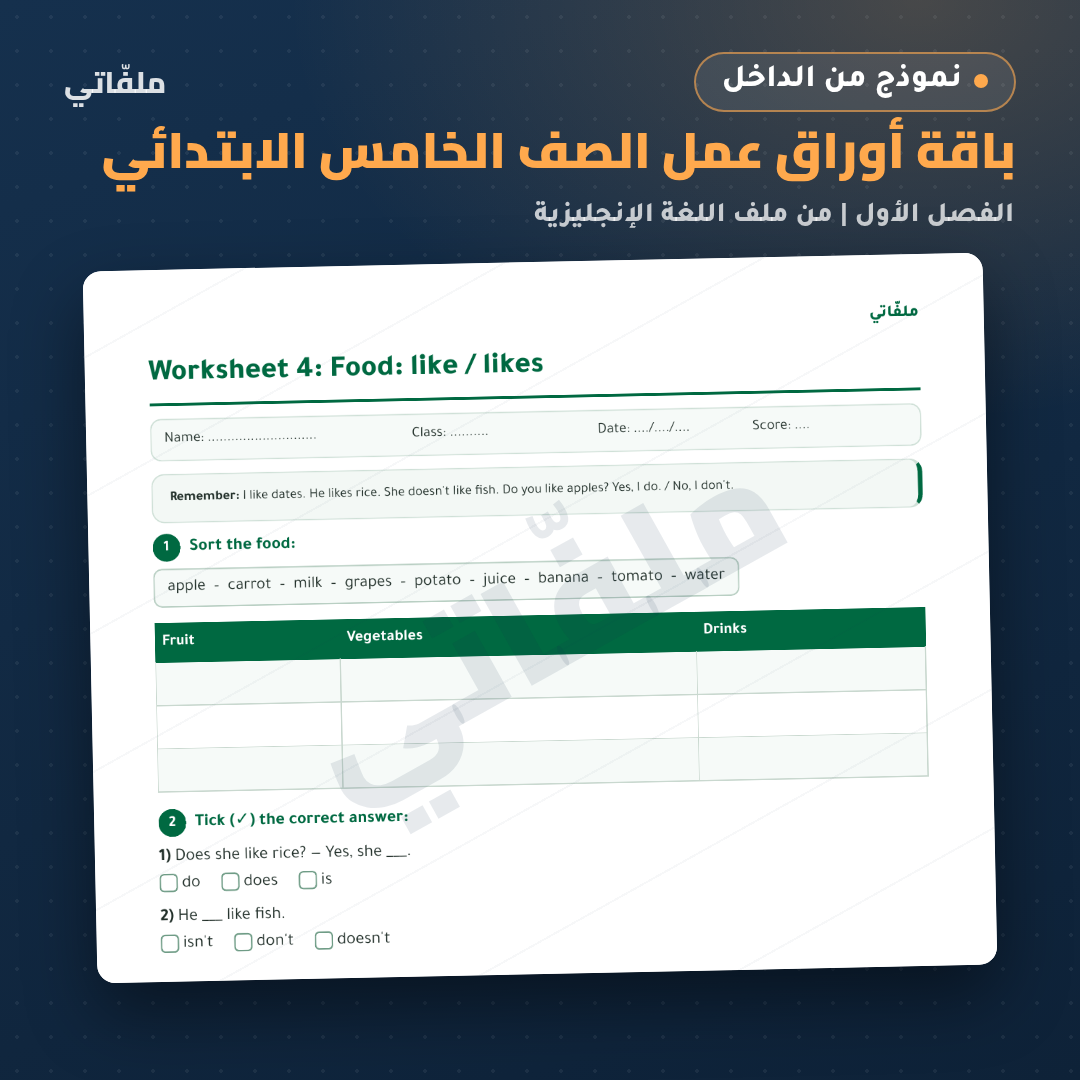 نموذج من الداخل
ملفّاتي
باقة أوراق عمل الصف الخامس الابتدائي
الفصل الأول | من ملف اللغة الإنجليزية
ملفّاتي
Worksheet 4: Food: like / likes
Name: ............................ Class: .......... Date: ..../..../.... Score: ....
Remember: I like dates. He likes rice. She doesn't like fish. Do you like apples? Yes, I do. / No, I don't.
1 Sort the food:
apple - carrot - milk - grapes - potato - juice - banana - tomato - water
Fruit Vegetables Drinks
ملفّاتي
2 Tick (✓) the correct answer:
1) Does she like rice? – Yes, she ___.
do does is
2) He ___ like fish.
isn't don't doesn't